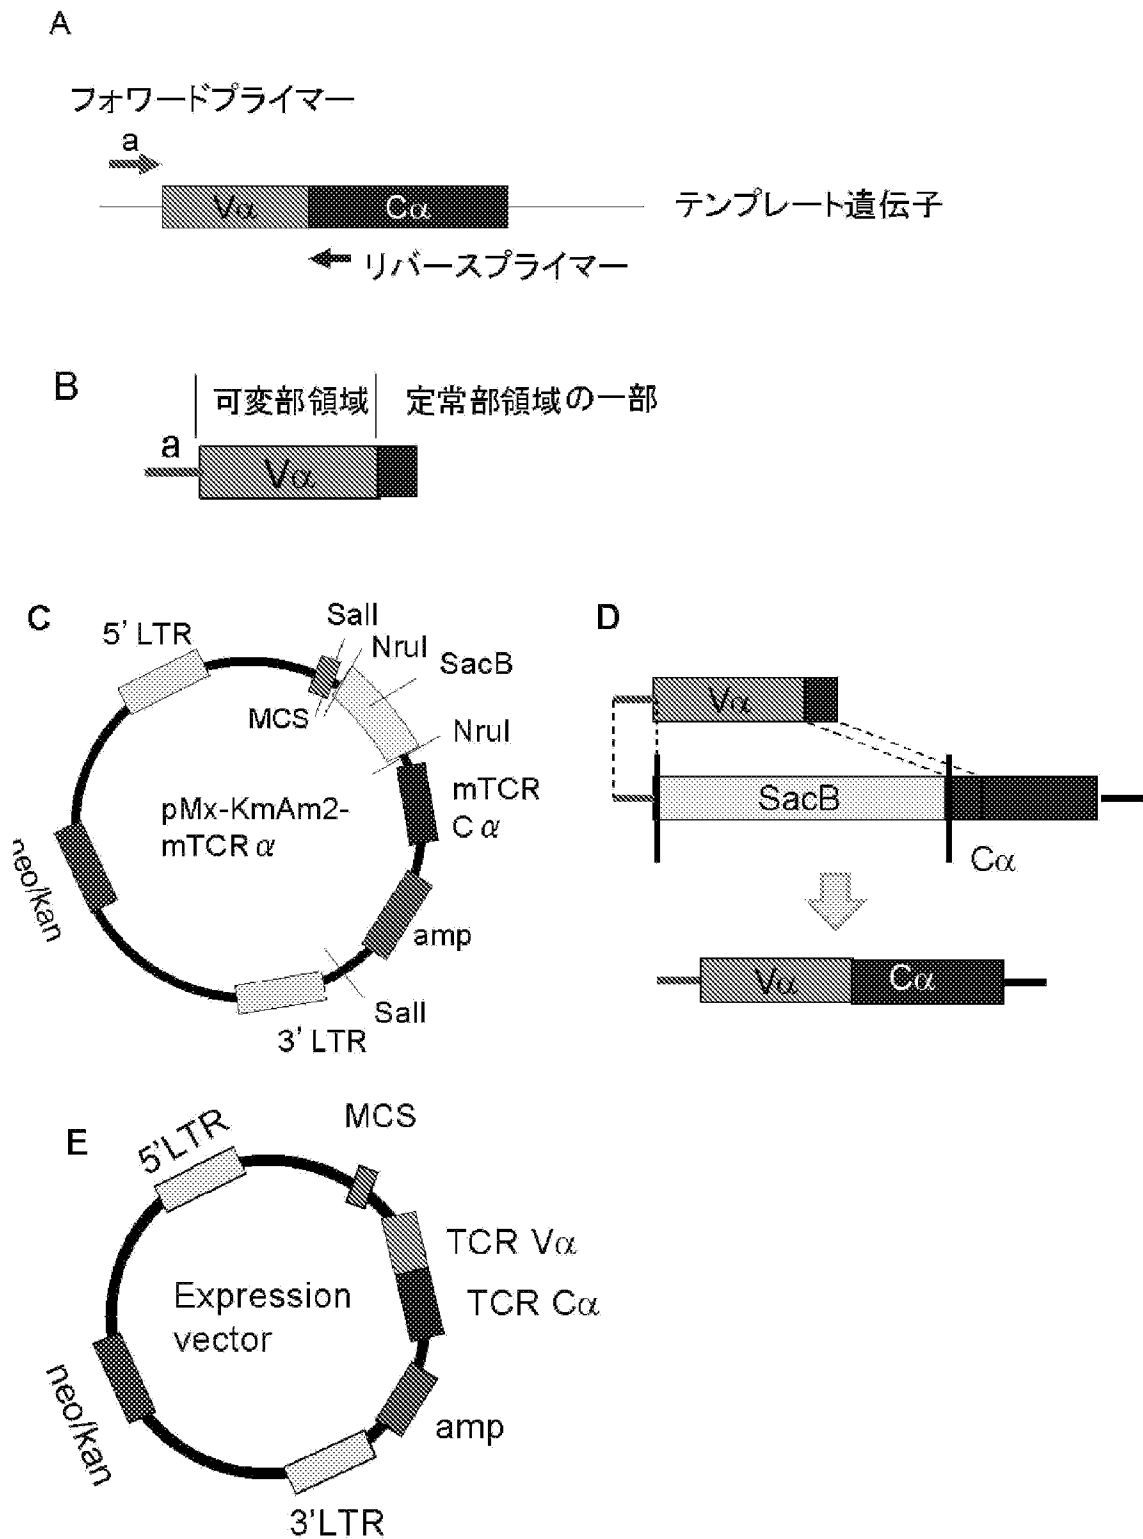 A
フォワードプライマー
a
Vα
Cα
テンプレート遺伝子
リバースプライマー
B
可変部領域
定常部領域の一部
a
Vα
C
5' LTR
SalI
NruI
SacB
MCS
NruI
mTCR
Cα
pMx-KmAm2-
mTCRα
neo/kan
amp
SalI
3' LTR
D
Vα
SacB
Cα
Vα
Cα
E
5'LTR
MCS
TCR Vα
TCR Cα
Expression
vector
neo/kan
amp
3'LTR